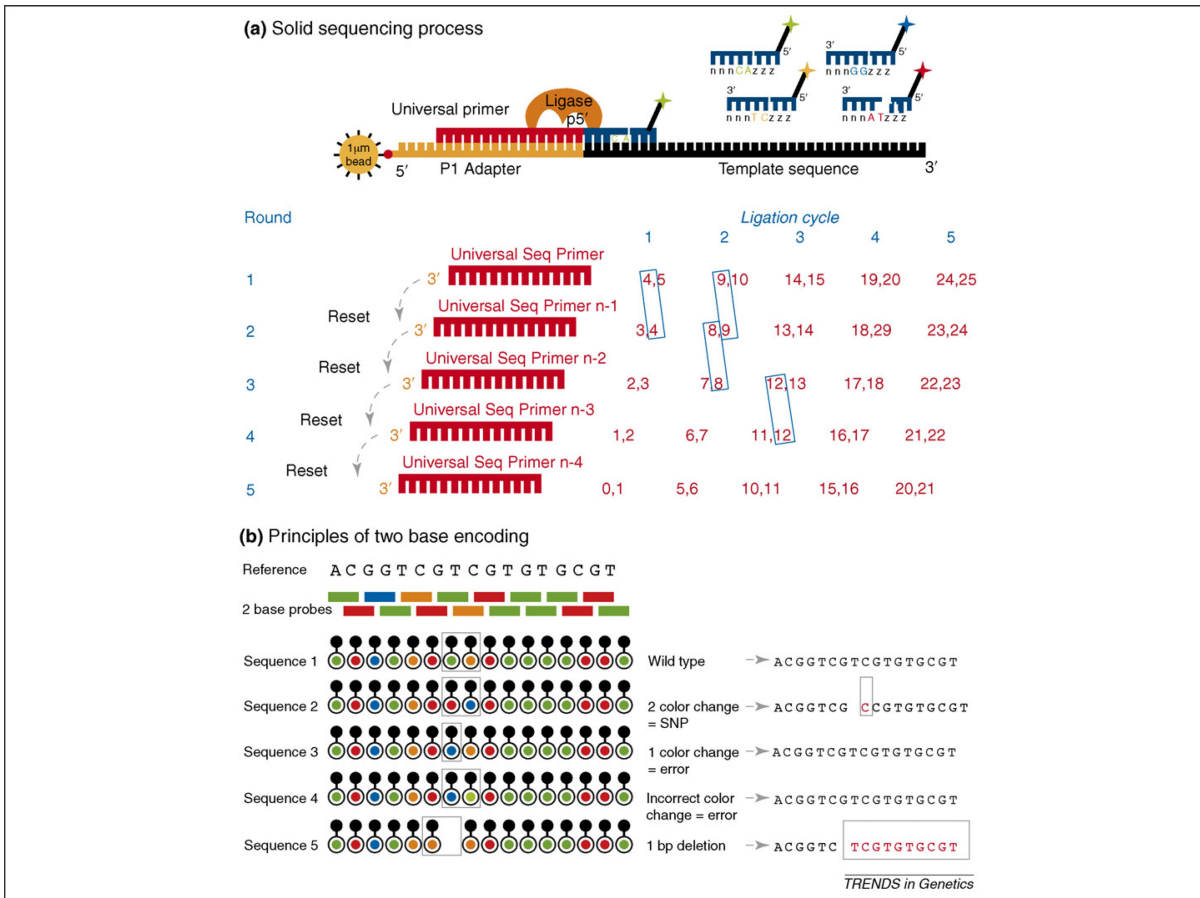 (a) Solid sequencing process
3′ 5′
nnnCAzzz
5′
nnnGGzzz
3′ 5′
nnnTCzzz
3′ 5′
nnnATzzz
Universal primer
Ligase
p5′
1μm
bead
5′
P1 Adapter
Template sequence
3′
Round
Ligation cycle
1 2 3 4 5
Universal Seq Primer
1 3′ 4,5 9,10 14,15 19,20 24,25
Reset
Universal Seq Primer n-1
2 3′ 3,4 8,9 13,14 18,29 23,24
Reset
Universal Seq Primer n-2
3 3′ 2,3 7,8 12,13 17,18 22,23
Reset
Universal Seq Primer n-3
4 3′ 1,2 6,7 11,12 16,17 21,22
Reset
Universal Seq Primer n-4
5 3′ 0,1 5,6 10,11 15,16 20,21
(b) Principles of two base encoding
Reference A C G G T C G T C G T G T G C G T
2 base probes
Sequence 1 Wild type ACGGTCGTCGTGTGCGT
Sequence 2 2 color change ACGGTCG CCGTGTGCGT
= SNP
Sequence 3 1 color change ACGGTCGTCGTGTGCGT
= error
Sequence 4 Incorrect color ACGGTCGTCGTGTGCGT
change = error
Sequence 5 1 bp deletion ACGGTC TCGTGTGCGT
TRENDS in Genetics